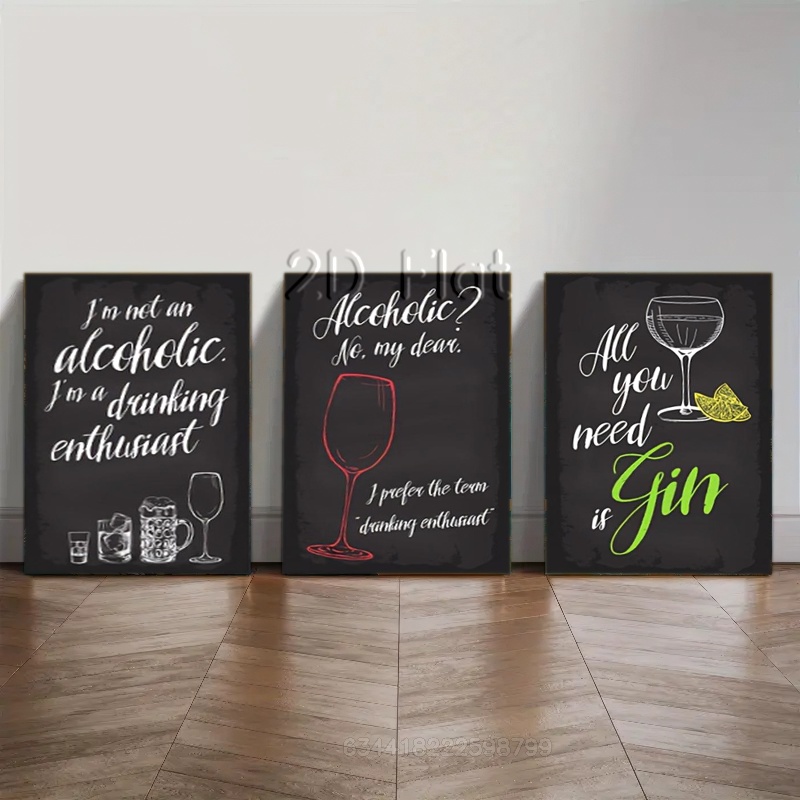 2D Flat
I'm not an
alcoholic.
I'm a drinking
enthusiast
Alcoholic?
No, my dear.
I prefer the term
"drinking enthusiast"
All
you
need
is Gin
634418222598799